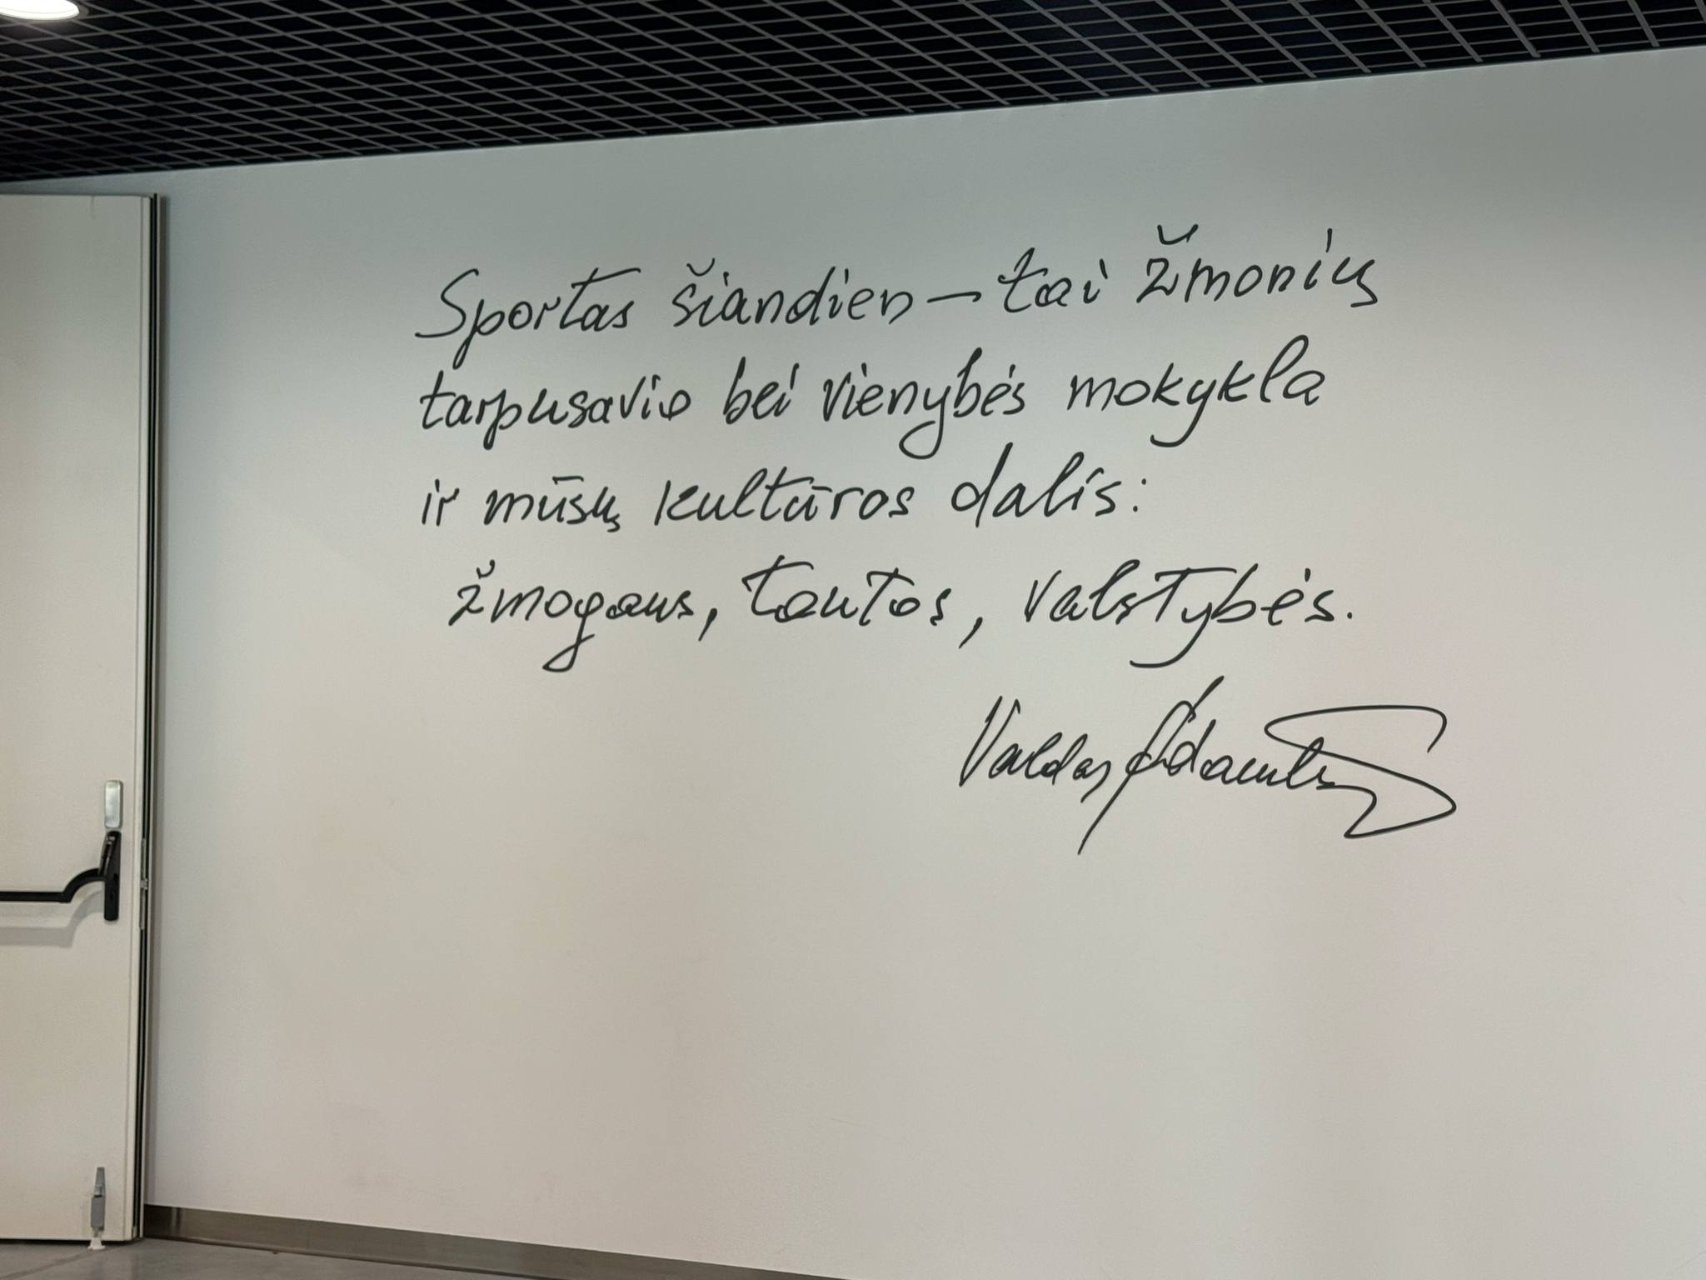 Sportas šiandien – tai žmonių
tarpusavio bei vienybės mokykla
ir mūsų kultūros dalis:
žmogaus, tautos, valstybės.
Valdas Adamkus